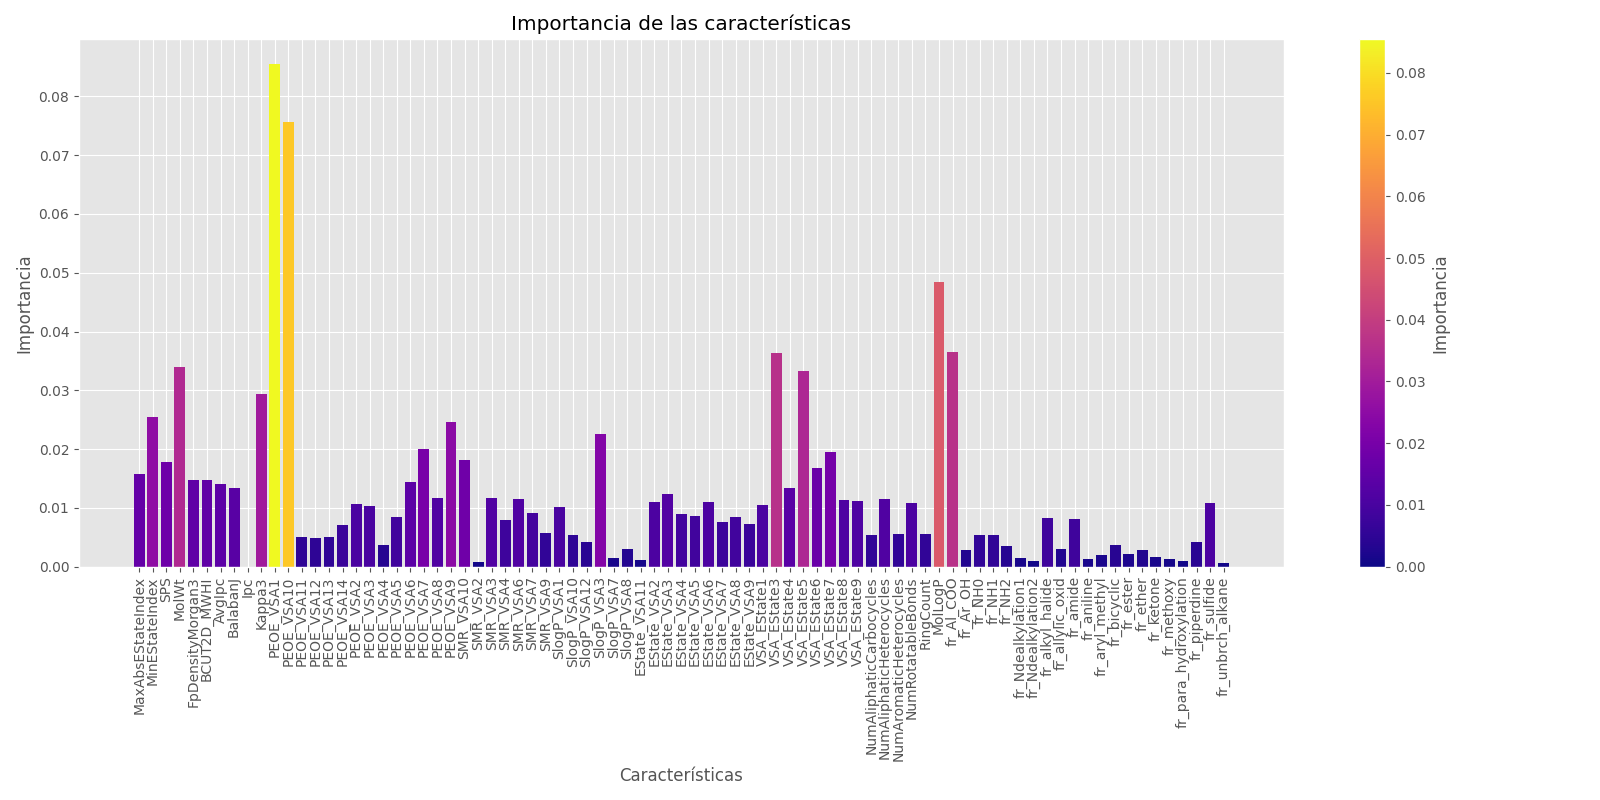 Importancia de las características
Importancia
0.08
0.07
0.06
0.05
0.04
0.03
0.02
0.01
0.00
MaxAbsEStateIndex
MinEStateIndex
SPS
MolWt
FpDensityMorgan3
BCUT2D_MWHI
AvgIpc
BalabanJ
Ipc
Kappa3
PEOE_VSA1
PEOE_VSA10
PEOE_VSA11
PEOE_VSA12
PEOE_VSA13
PEOE_VSA14
PEOE_VSA2
PEOE_VSA3
PEOE_VSA4
PEOE_VSA5
PEOE_VSA6
PEOE_VSA7
PEOE_VSA8
PEOE_VSA9
SMR_VSA10
SMR_VSA2
SMR_VSA3
SMR_VSA4
SMR_VSA6
SMR_VSA7
SMR_VSA9
SlogP_VSA1
SlogP_VSA10
SlogP_VSA12
SlogP_VSA3
SlogP_VSA7
SlogP_VSA8
EState_VSA11
EState_VSA2
EState_VSA3
EState_VSA4
EState_VSA5
EState_VSA6
EState_VSA7
EState_VSA8
EState_VSA9
VSA_EState1
VSA_EState3
VSA_EState4
VSA_EState5
VSA_EState6
VSA_EState7
VSA_EState8
VSA_EState9
NumAliphaticCarbocycles
NumAliphaticHeterocycles
NumAromaticHeterocycles
NumRotatableBonds
RingCount
MolLogP
fr_Al_COO
fr_Ar_OH
fr_NH0
fr_NH1
fr_NH2
fr_Ndealkylation1
fr_Ndealkylation2
fr_alkyl_halide
fr_allylic_oxid
fr_amide
fr_aniline
fr_aryl_methyl
fr_bicyclic
fr_ester
fr_ether
fr_ketone
fr_methoxy
fr_para_hydroxylation
fr_piperdine
fr_sulfide
fr_unbrch_alkane
Características
0.08
0.07
0.06
0.05
0.04
0.03
0.02
0.01
0.00
Importancia